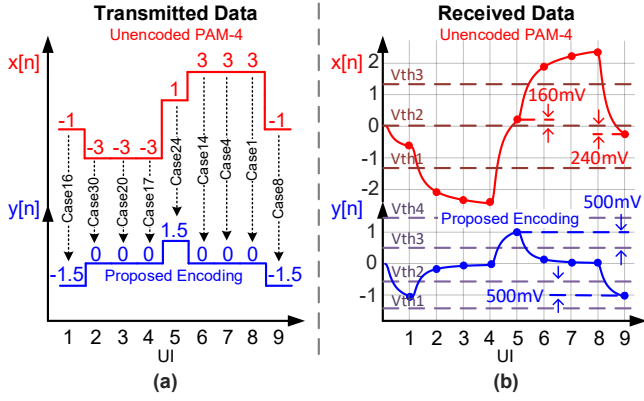 Transmitted Data
Unencoded PAM-4
x[n]
-1 -3 -3 -3 1 3 3 3 -1
Case16 Case30 Case20 Case17 Case24 Case14 Case4 Case1 Case8
y[n]
-1.5 0 0 0 1.5 0 0 0 -1.5
Proposed Encoding
1 2 3 4 5 6 7 8 9
UI
(a)
Received Data
Unencoded PAM-4
x[n]
2
1
0
-1
-2
Vth3
Vth2
Vth1
160mV
240mV
y[n]
1
0
-1
Vth4
Vth3
Vth2
Vth1
Proposed Encoding
500mV
500mV
1 2 3 4 5 6 7 8 9
UI
(b)